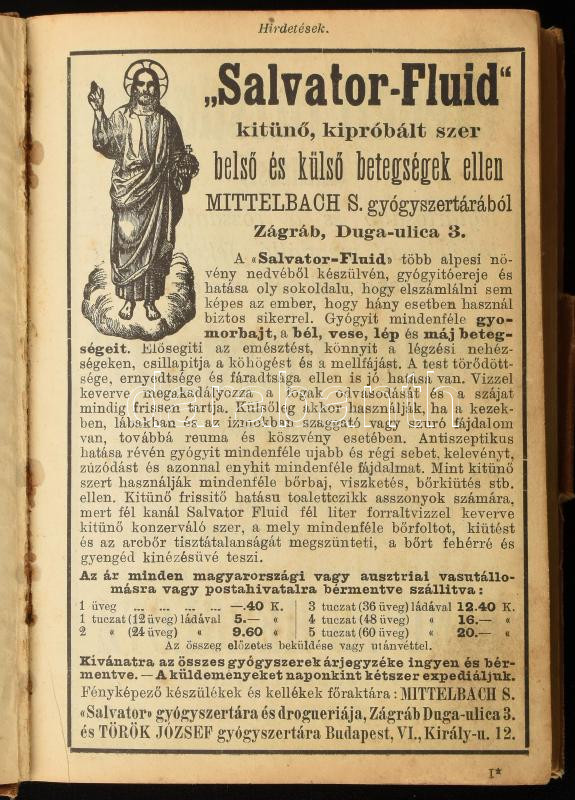 Hirdetések.
„Salvator-Fluid“
kitünő, kipróbált szer
belső és külső betegségek ellen
MITTELBACH S. gyógyszertárából
Zágráb, Duga-ulica 3.
A «Salvator-Fluid» több alpesi nö-
vény nedvéből készülvén, gyógyitóereje és
hatása oly sokoldalu, hogy elszámlálni sem
képes az ember, hogy hány esetben használ
biztos sikerrel. Gyógyit mindenféle gyo-
morbajt, a bél, vese, lép és máj beteg-
ségeit. Elősegiti az emésztést, könnyit a légzési nehéz-
ségeken, csillapitja a köhögést és a mellfájást. A test törődött-
sége, ernyedtsége és fáradtsága ellen is jó hatása van. Vizzel
keverve megakadályozza a fogak odvasodását és a szájat
mindig frissen tartja. Külsőleg akkor használják, ha a kezek-
ben, lábakban és az izmokban szaggató vagy szuró fájdalom
van, továbbá reuma és köszvény esetében. Antiszeptikus
hatása révén gyógyit mindenféle ujabb és régi sebet, kelevényt,
zúzódást és azonnal enyhit mindenféle fájdalmat. Mint kitünő
szert használják mindenféle bőrbaj, viszketés, bőrkiütés stb.
ellen. Kitünő frissitő hatásu toalettezikk asszonyok számára,
mert fél kanál Salvator Fluid fél liter forraltvizzel keverve
kitünő konzerváló szer, a mely mindenféle bőrfoltot, kiütést
és az arcbőr tisztátalanságát megszünteti, a bőrt fehérré és
gyengéd kinézésüvé teszi.
Az ár minden magyarországi vagy ausztriai vasutállo-
másra vagy postahivatalra bérmentve szállitva:
1 üveg ... ... ... ... —.40 K.
1 tuczat (12 üveg) ládával 5.— «
2 « (24 üveg) « 9.60 «
3 tuczat (36 üveg) ládával 12.40 K.
4 tuczat (48 üveg) « 16.— «
5 tuczat (60 üveg) « 20.— «
Az összeg előzetes beküldése vagy utánvéttel.
Kívánatra az összes gyógyszerek árjegyzéke ingyen és bér-
mentve. — A küldemenyeket naponkint kétszer expediáljuk.
Fényképező készülékek és kellékek főraktára: MITTELBACH S.
«Salvator» gyógyszertára és drogueriája, Zágráb Duga-ulica 3.
és TÖRÖK JÓZSEF gyógyszertára Budapest, VI., Király-u. 12.
I*